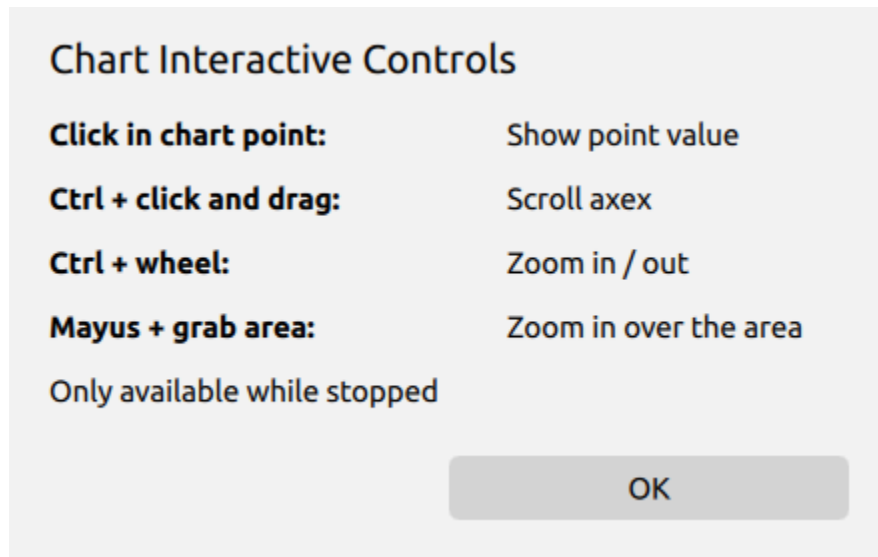 Chart Interactive Controls
Click in chart point: Show point value
Ctrl + click and drag: Scroll axex
Ctrl + wheel: Zoom in / out
Mayus + grab area: Zoom in over the area
Only available while stopped
OK